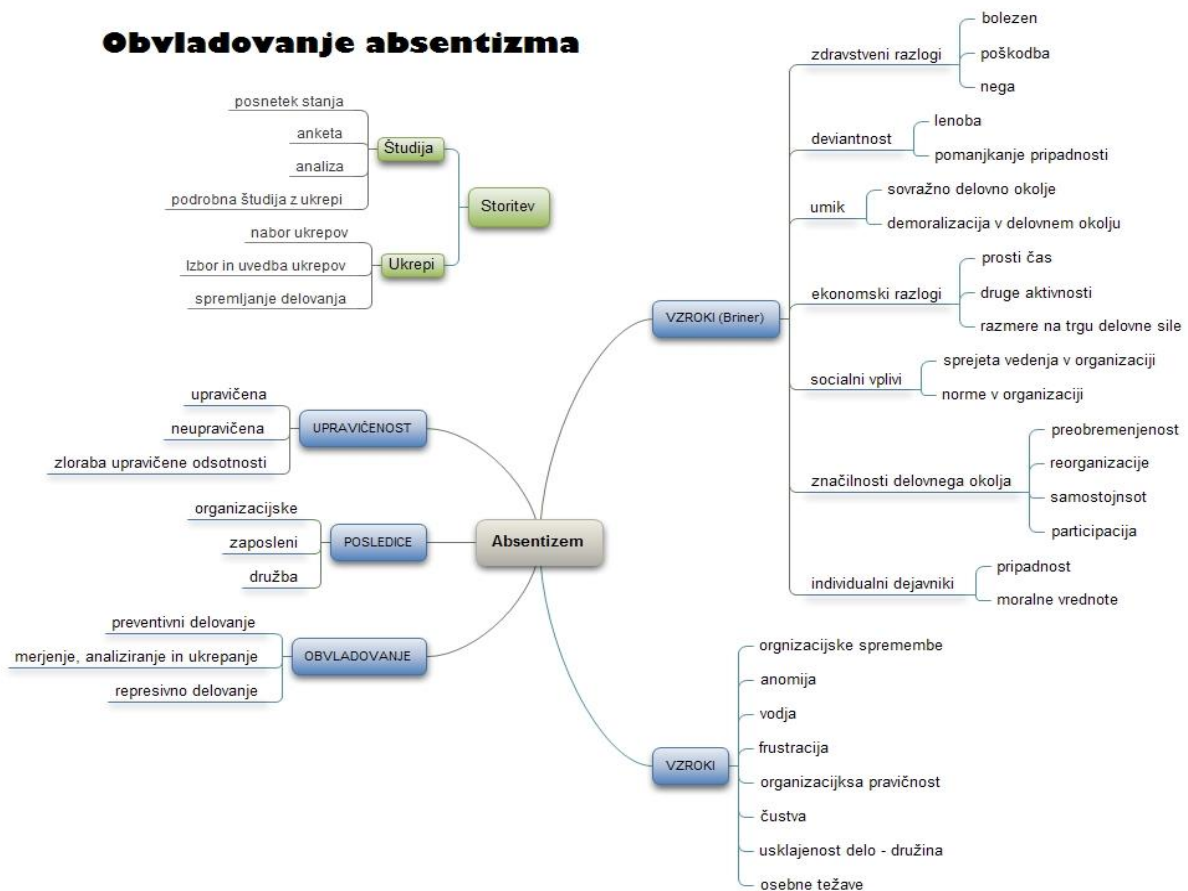 Obvladovanje absentizma
posnetek stanja
anketa
analiza
podrobna študija z ukrepi
Študija
nabor ukrepov
Izbor in uvedba ukrepov
spremljanje delovanja
Ukrepi
Storitev
upravičena
neupravičena
zloraba upravičene odsotnosti
UPRAVIČENOST
organizacijske
zaposleni
družba
POSLEDICE
preventivni delovanje
merjenje, analiziranje in ukrepanje
represivno delovanje
OBVLADOVANJE
Absentizem
VZROKI (Briner)
zdravstveni razlogi
bolezen
poškodba
nega
deviantnost
lenoba
pomanjkanje pripadnosti
umik
sovražno delovno okolje
demoralizacija v delovnem okolju
ekonomski razlogi
prosti čas
druge aktivnosti
razmere na trgu delovne sile
socialni vplivi
sprejeta vedenja v organizaciji
norme v organizaciji
značilnosti delovnega okolja
preobremenjenost
reorganizacije
samostojnsot
participacija
individualni dejavniki
pripadnost
moralne vrednote
VZROKI
orgnizacijske spremembe
anomija
vodja
frustracija
organizacijksa pravičnost
čustva
usklajenost delo - družina
osebne težave